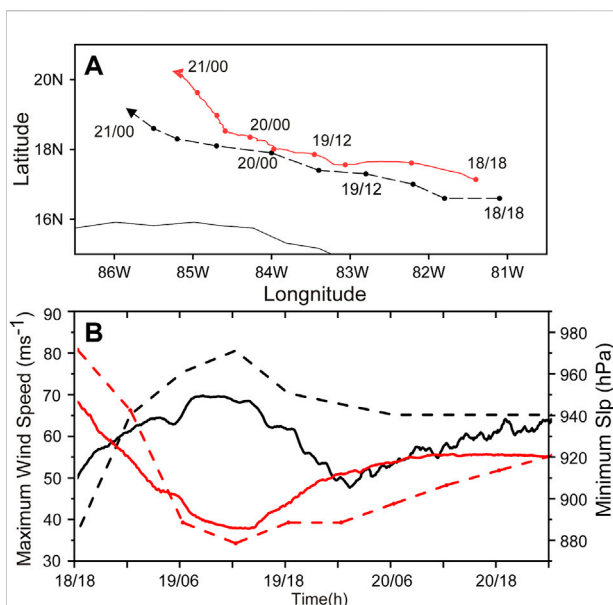 A
Latitude
20N
18N
16N
21/00
20/00
19/12
18/18
21/00
20/00
19/12
18/18
86W 85W 84W 83W 82W 81W
Longnitude
B
Maximum Wind Speed (ms⁻¹)
90
80
70
60
50
40
30
980
960
940
920
900
880
Minimum Slp (hPa)
18/18 19/06 19/18 20/06 20/18
Time(h)